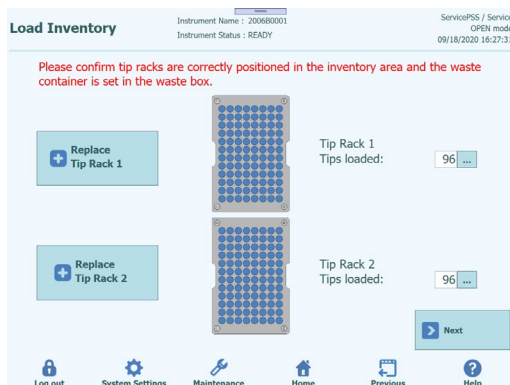 Load Inventory
Instrument Name : 200680001
Instrument Status : READY
ServicePSS / Service
OPEN mode
09/18/2020 16:27:31
Please confirm tip racks are correctly positioned in the inventory area and the waste
container is set in the waste box.
Replace
Tip Rack 1
Tip Rack 1
Tips loaded:
96 ...
Replace
Tip Rack 2
Tip Rack 2
Tips loaded:
96 ...
Next
Log out
System Settings
Maintenance
Home
Previous
Help